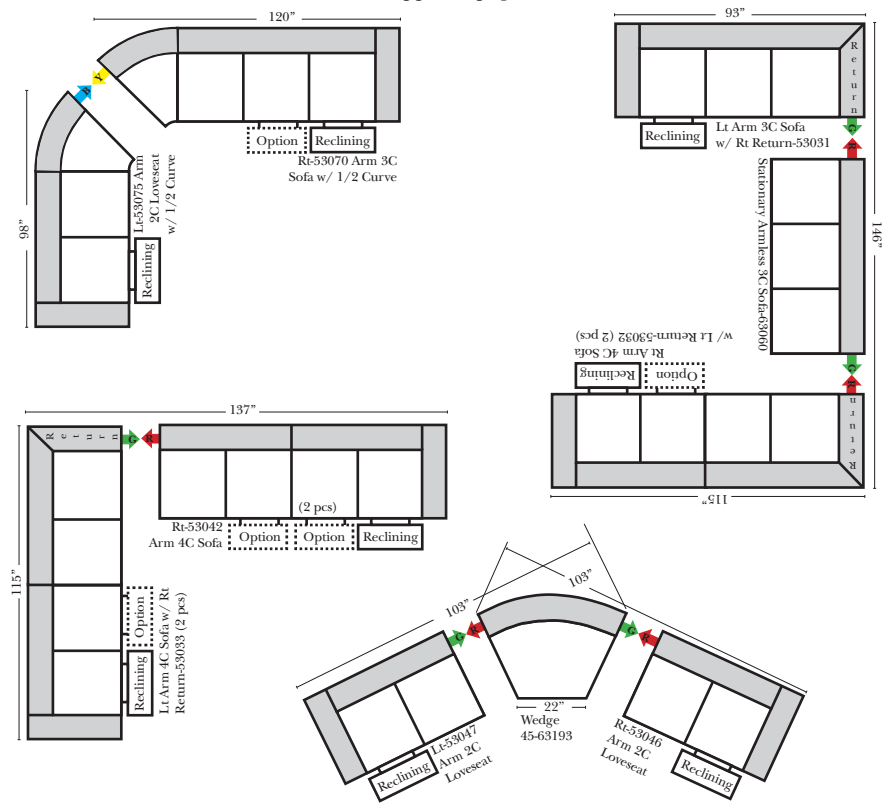 120”
98”
B
Y
Option
Reclining
Rt-53070 Arm 3C
Sofa w/ 1/2 Curve
Lt-53075 Arm
2C Loveseat
w/ 1/2 Curve
Reclining
93”
Return
Reclining
Lt Arm 3C Sofa
w/ Rt Return-53031
G
R
Stationary Armless 3C Sofa-63060
146”
G
R
Rt Arm 4C Sofa
w/ Lt Return-53032 (2 pcs)
Reclining
Option
Return
115”
137”
Return
G
R
(2 pcs)
Rt-53042
Arm 4C Sofa
Option
Option
Reclining
115”
Option
Reclining
Lt Arm 4C Sofa w/ Rt
Return-53033 (2 pcs)
103”
103”
G
R
G
R
22”
Wedge
45-63193
Lt-53047
Arm 2C
Loveseat
Reclining
Rt-53046
Arm 2C
Loveseat
Reclining